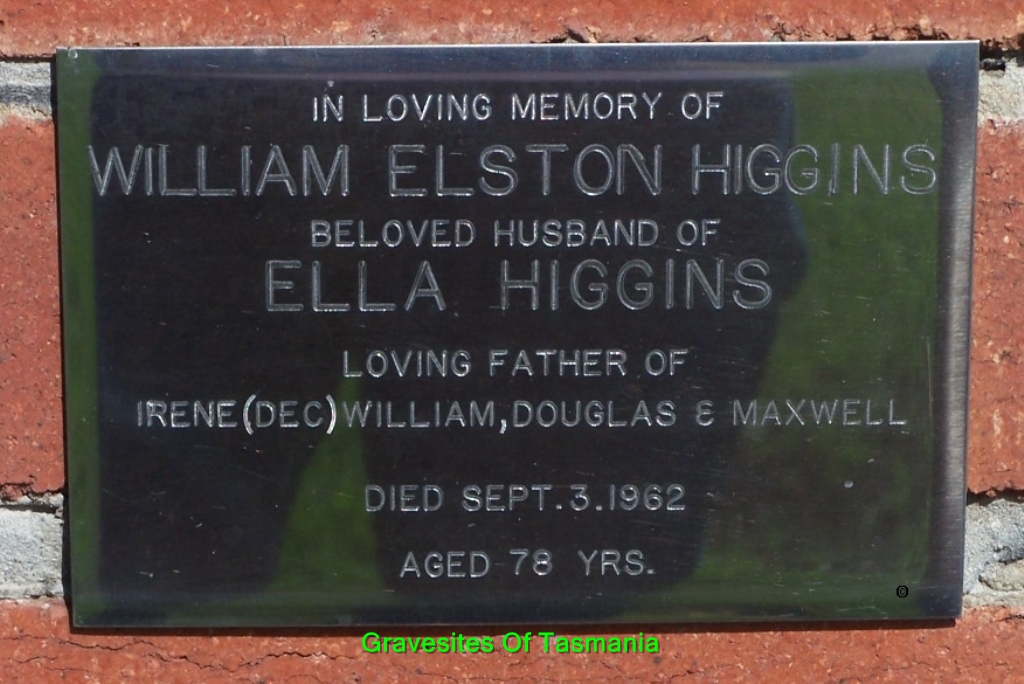 IN LOVING MEMORY OF
WILLIAM ELSTON HIGGINS
BELOVED HUSBAND OF
ELLA HIGGINS
LOVING FATHER OF
IRENE(DEC)WILLIAM,DOUGLAS & MAXWELL
DIED SEPT.3.1962
AGED 78 YRS.
©
Gravesites Of Tasmania